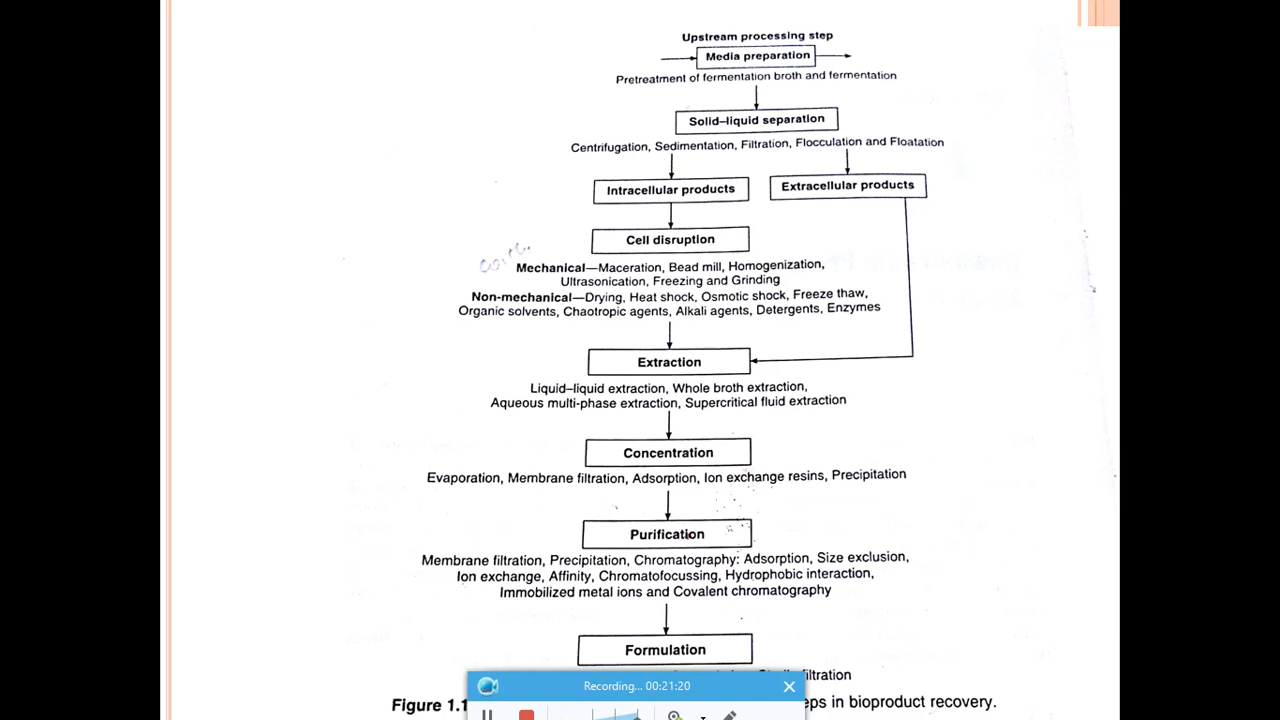 Upstream processing step
Media preparation
Pretreatment of fermentation broth and fermentation
Solid–liquid separation
Centrifugation, Sedimentation, Filtration, Flocculation and Floatation
Intracellular products
Extracellular products
Cell disruption
Mechanical—Maceration, Bead mill, Homogenization,
Ultrasonication, Freezing and Grinding
Non-mechanical—Drying, Heat shock, Osmotic shock, Freeze thaw,
Organic solvents, Chaotropic agents, Alkali agents, Detergents, Enzymes
Extraction
Liquid–liquid extraction, Whole broth extraction,
Aqueous multi-phase extraction, Supercritical fluid extraction
Concentration
Evaporation, Membrane filtration, Adsorption, Ion exchange resins, Precipitation
Purification
Membrane filtration, Precipitation, Chromatography: Adsorption, Size exclusion,
Ion exchange, Affinity, Chromatofocussing, Hydrophobic interaction,
Immobilized metal ions and Covalent chromatography
Formulation
Recording... 00:21:20
Figure 1.1
in bioproduct recovery.